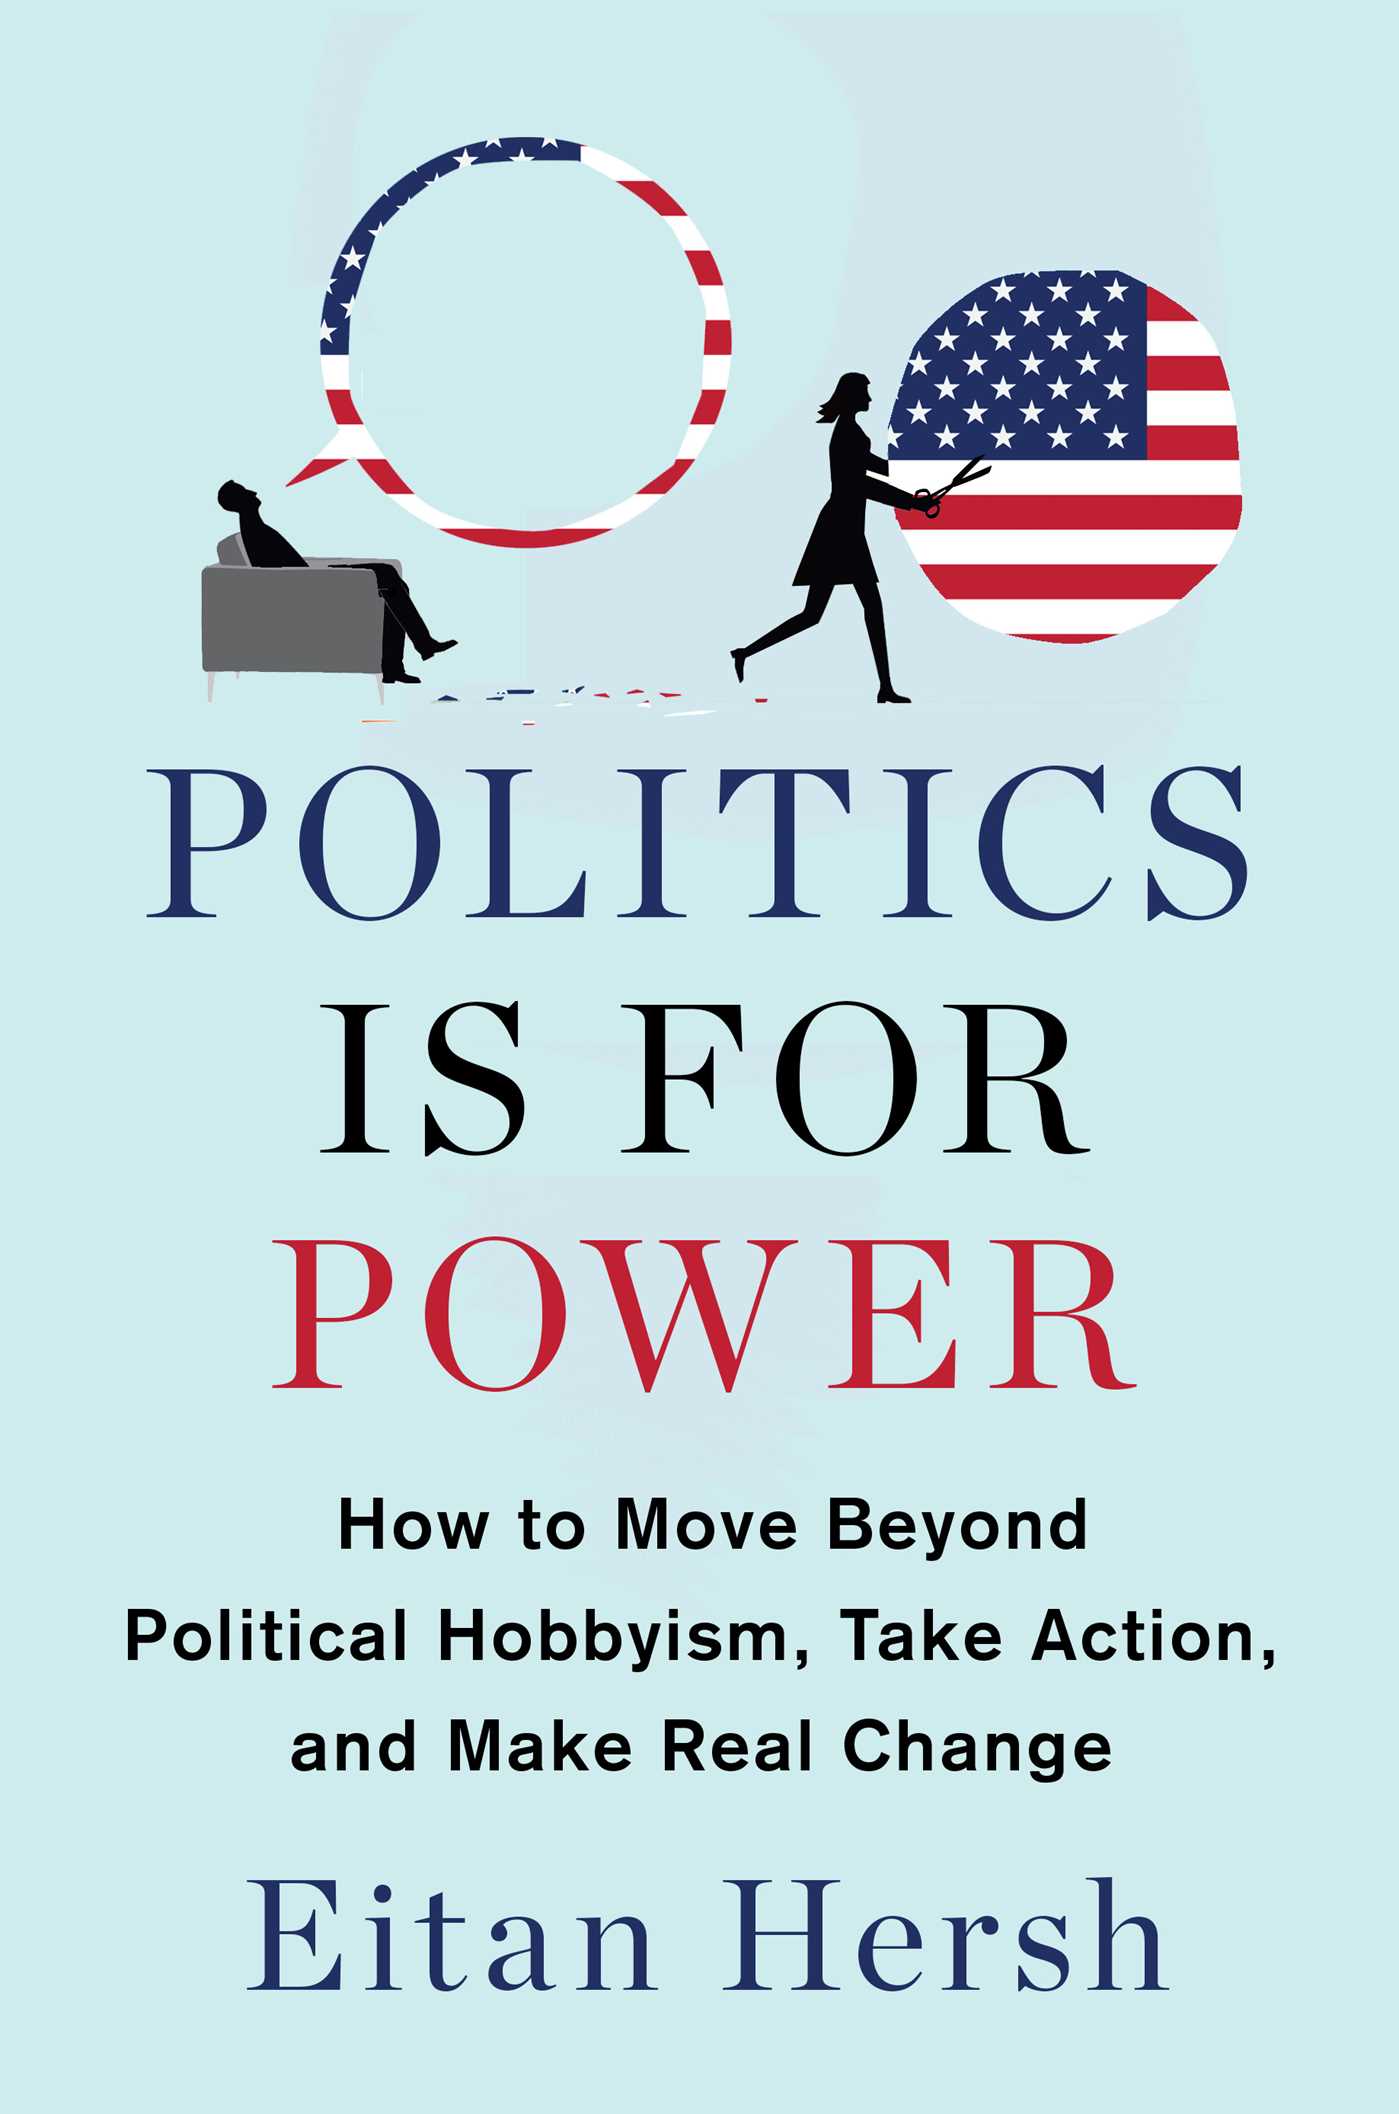 POLITICS
IS FOR
POWER
How to Move Beyond
Political Hobbyism, Take Action,
and Make Real Change
Eitan Hersh